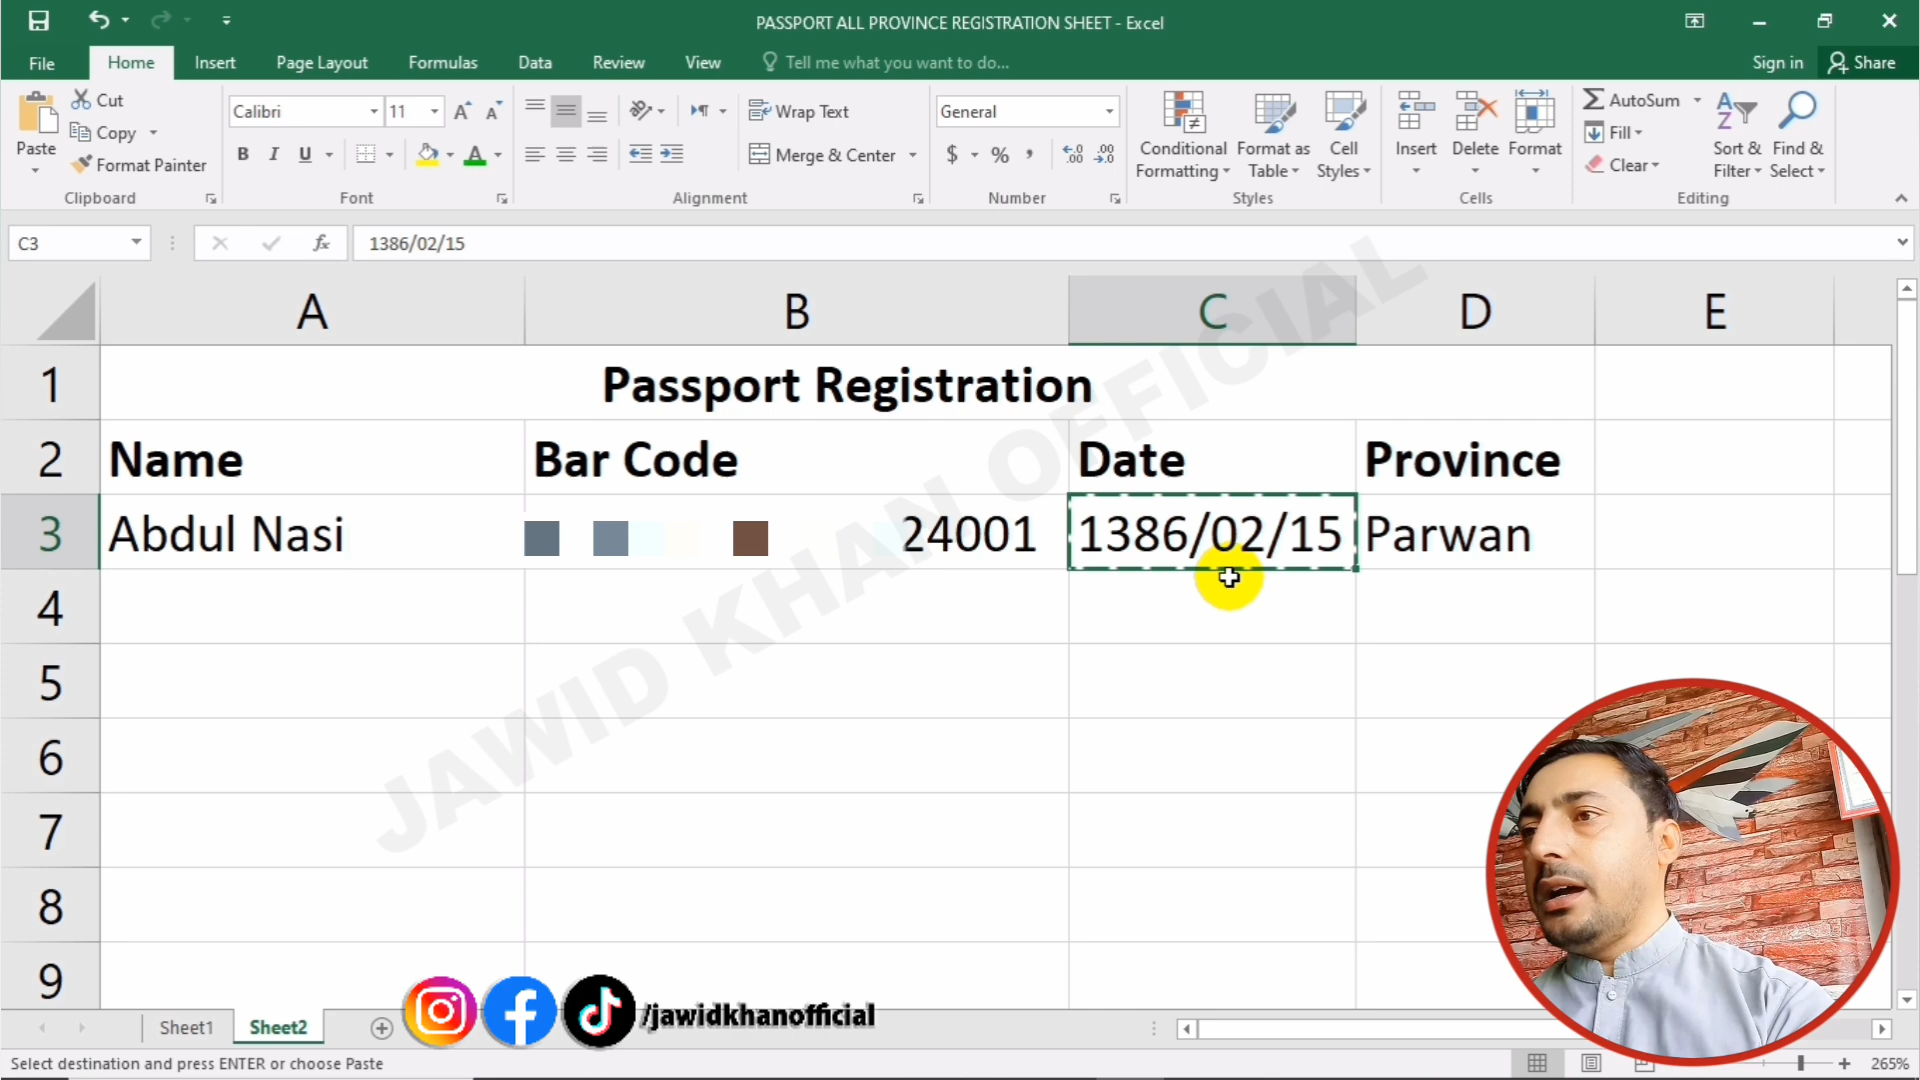 PASSPORT ALL PROVINCE REGISTRATION SHEET - Excel
File Home Insert Page Layout Formulas Data Review View Tell me what you want to do... Sign in Share
Paste
Cut
Copy
Format Painter
Clipboard
Calibri 11
B I U
Font
Wrap Text
Merge & Center
Alignment
General
$ % ,
Number
Conditional Formatting
Format as Table
Cell Styles
Styles
Insert Delete Format
Cells
AutoSum
Fill
Clear
Sort & Filter
Find & Select
Editing
C3 fx 1386/02/15
A B C D E
1 Passport Registration
2 Name Bar Code Date Province
3 Abdul Nasi 24001 1386/02/15 Parwan
4
5
6
7
8
9
JAWID KHAN OFFICIAL
Sheet1 Sheet2
/jawidkhanofficial
Select destination and press ENTER or choose Paste
265%